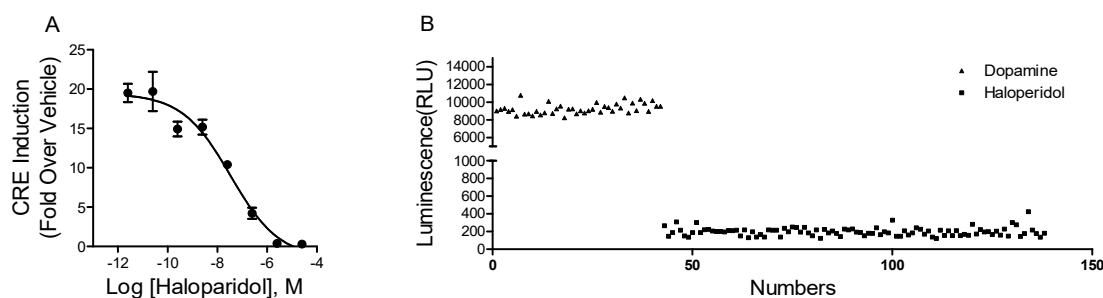 A
CRE Induction
(Fold Over Vehicle)
25
20
15
10
5
0
-12
-10
-8
-6
-4
Log [Haloparidol], M
B
Luminescence(RLU)
14000
12000
10000
8000
6000
1000
800
600
400
200
0
0
50
100
150
Numbers
Dopamine
Haloperidol